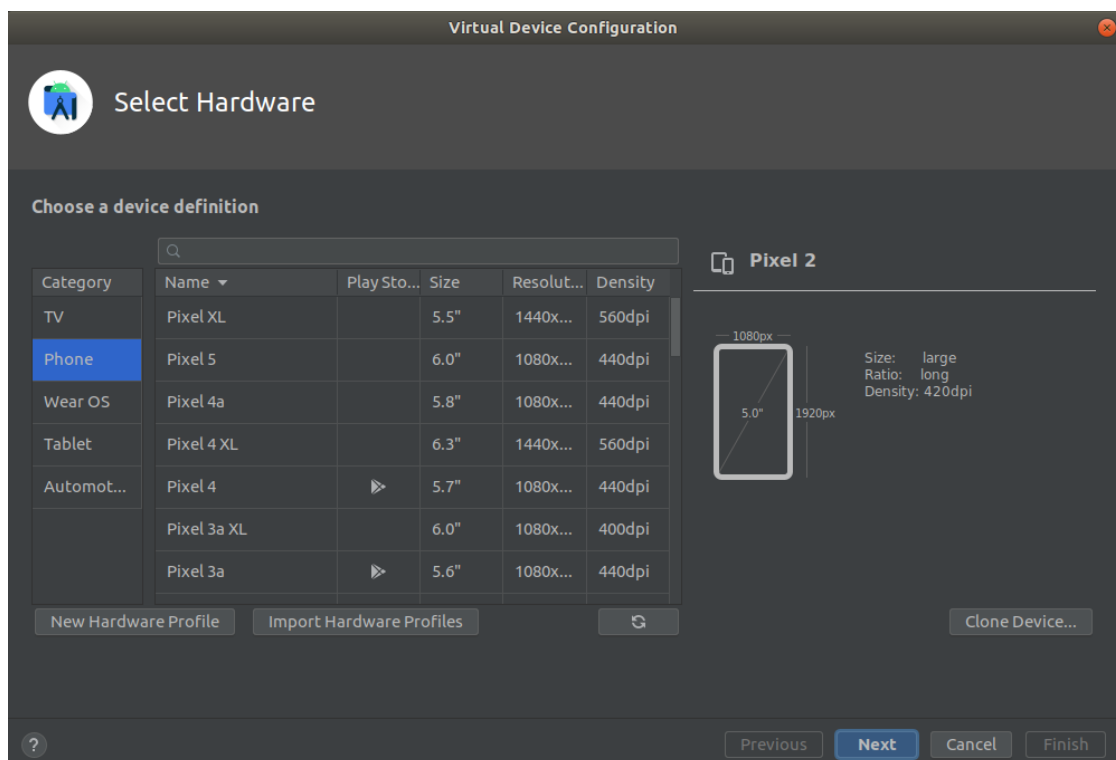 Virtual Device Configuration
Select Hardware
Choose a device definition
Category Name Play Sto... Size Resolut... Density
TV Pixel XL 5.5" 1440x... 560dpi
Phone Pixel 5 6.0" 1080x... 440dpi
Wear OS Pixel 4a 5.8" 1080x... 440dpi
Tablet Pixel 4 XL 6.3" 1440x... 560dpi
Automot... Pixel 4 5.7" 1080x... 440dpi
Pixel 3a XL 6.0" 1080x... 400dpi
Pixel 3a 5.6" 1080x... 440dpi
New Hardware Profile Import Hardware Profiles
Pixel 2
1080px
5.0" 1920px
Size: large
Ratio: long
Density: 420dpi
Clone Device...
? Previous Next Cancel Finish